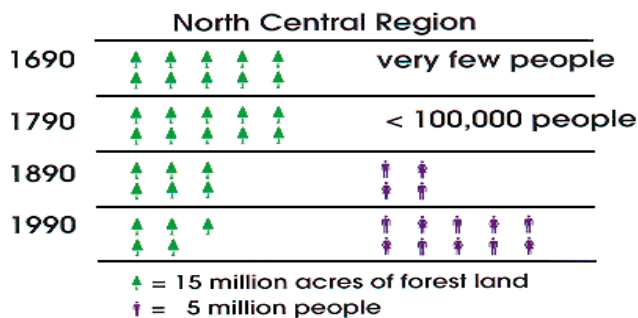 North Central Region
1690 very few people
1790 < 100,000 people
1890
1990
= 15 million acres of forest land
= 5 million people